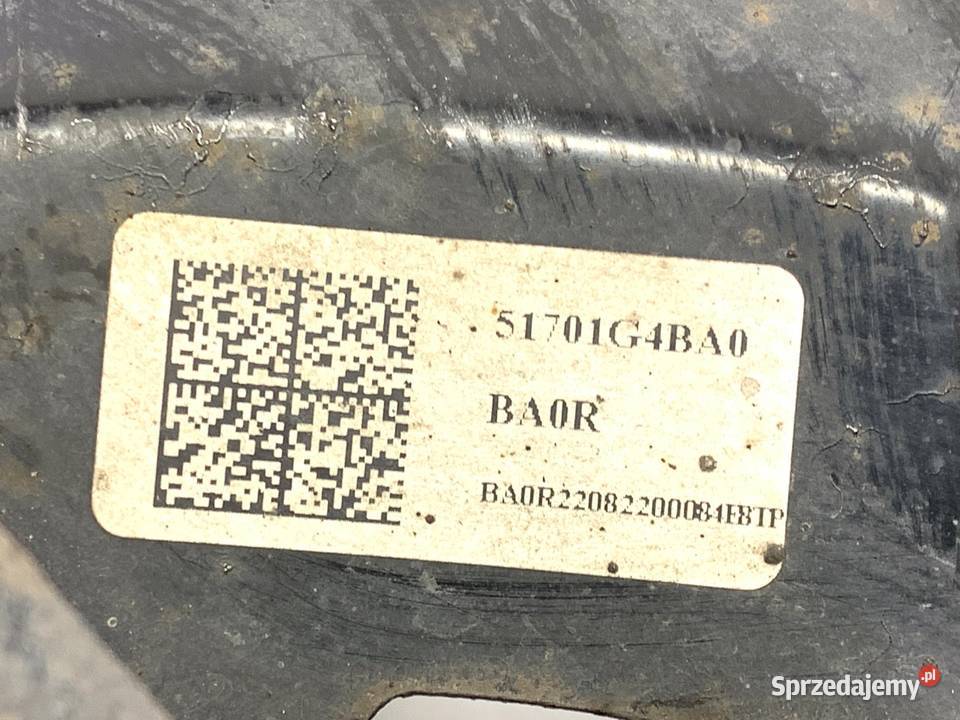 51701G4BA0
BA0R
BA0R22082200084E8TP
Sprzedajemy.pl